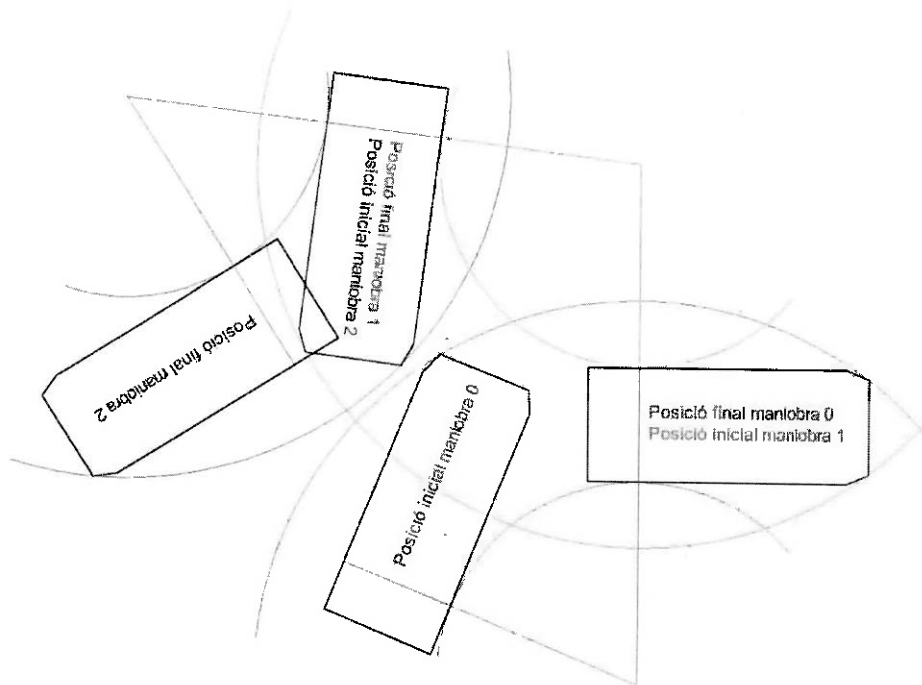 Posició final maniobra 1
Posició inicial maniobra 2
Posició final maniobra 2
Posició inicial maniobra 0
Posició final maniobra 0
Posició inicial maniobra 1